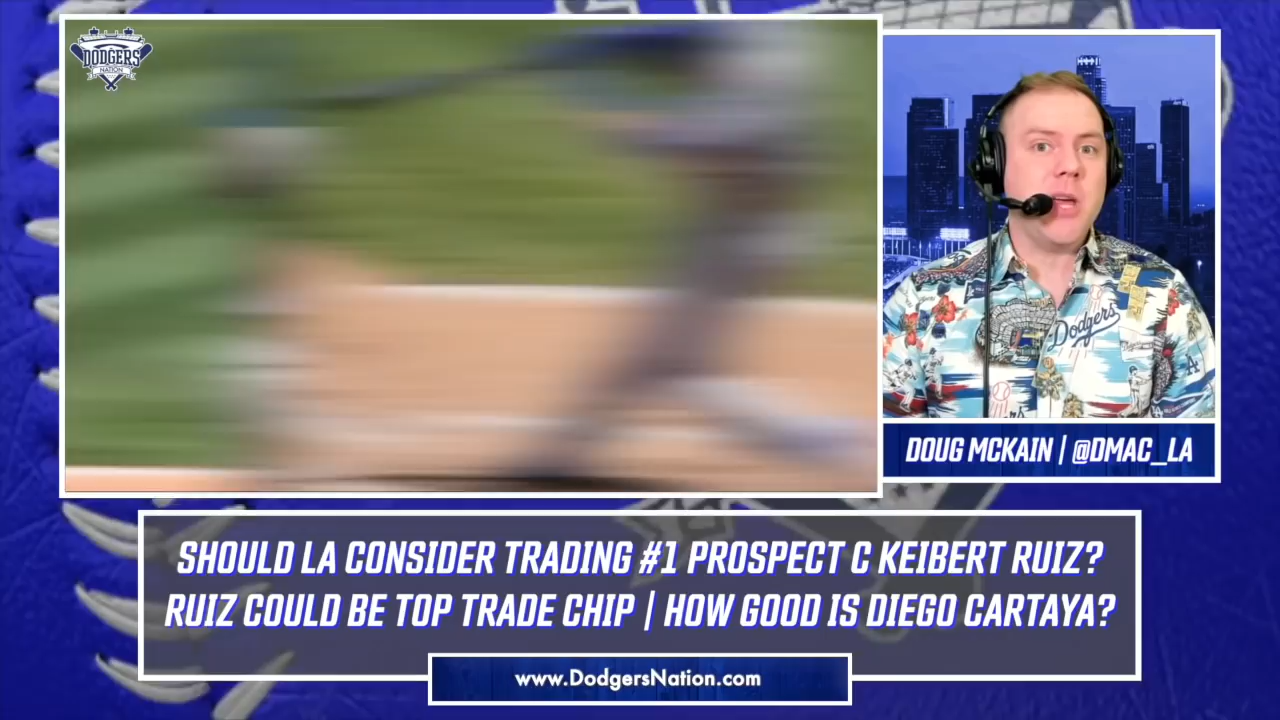 DODGERS
NATION
Dodgers
DOUG MCKAIN | @DMAC_LA
SHOULD LA CONSIDER TRADING #1 PROSPECT C KEIBERT RUIZ?
RUIZ COULD BE TOP TRADE CHIP | HOW GOOD IS DIEGO CARTAYA?
www.DodgersNation.com